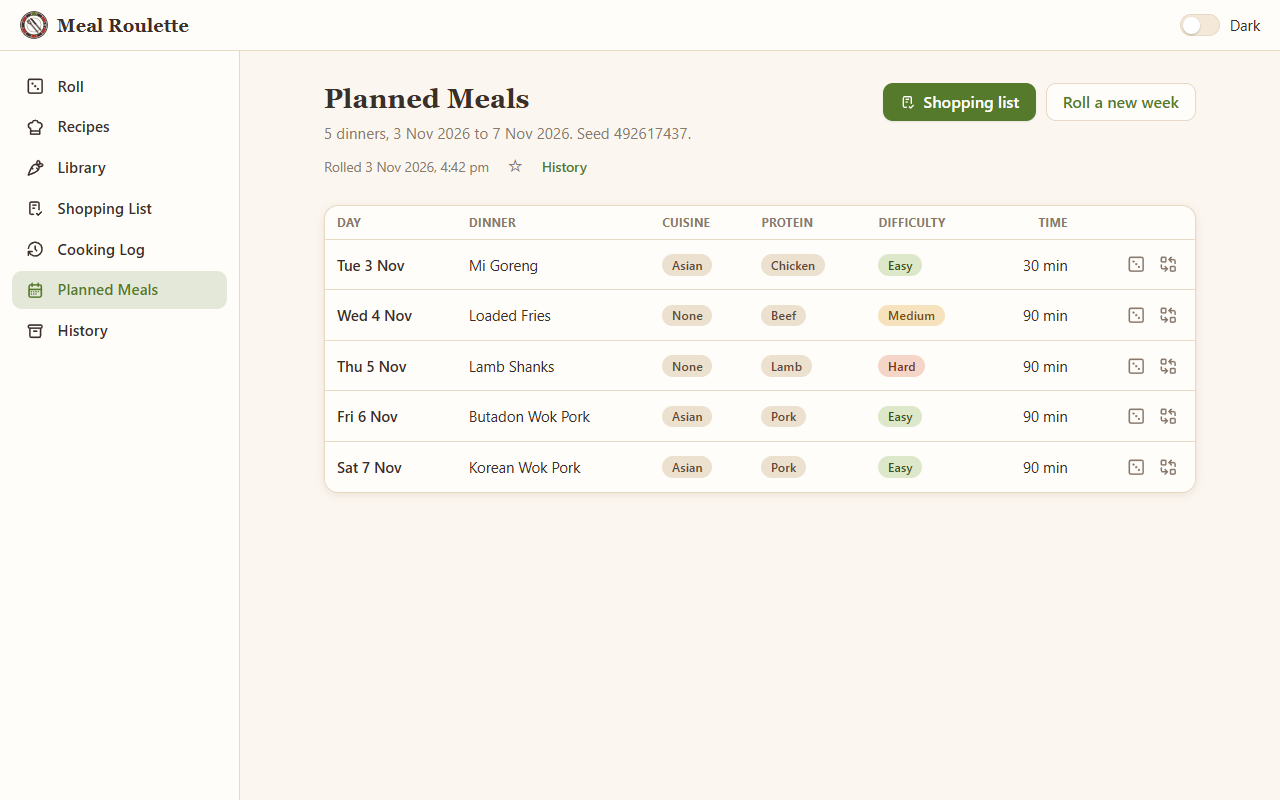 Meal Roulette
Dark
Roll
Recipes
Library
Shopping List
Cooking Log
Planned Meals
History
Planned Meals
5 dinners, 3 Nov 2026 to 7 Nov 2026. Seed 492617437.
Rolled 3 Nov 2026, 4:42 pm ☆ History
Shopping list
Roll a new week
DAY DINNER CUISINE PROTEIN DIFFICULTY TIME
Tue 3 Nov Mi Goreng Asian Chicken Easy 30 min
Wed 4 Nov Loaded Fries None Beef Medium 90 min
Thu 5 Nov Lamb Shanks None Lamb Hard 90 min
Fri 6 Nov Butadon Wok Pork Asian Pork Easy 90 min
Sat 7 Nov Korean Wok Pork Asian Pork Easy 90 min